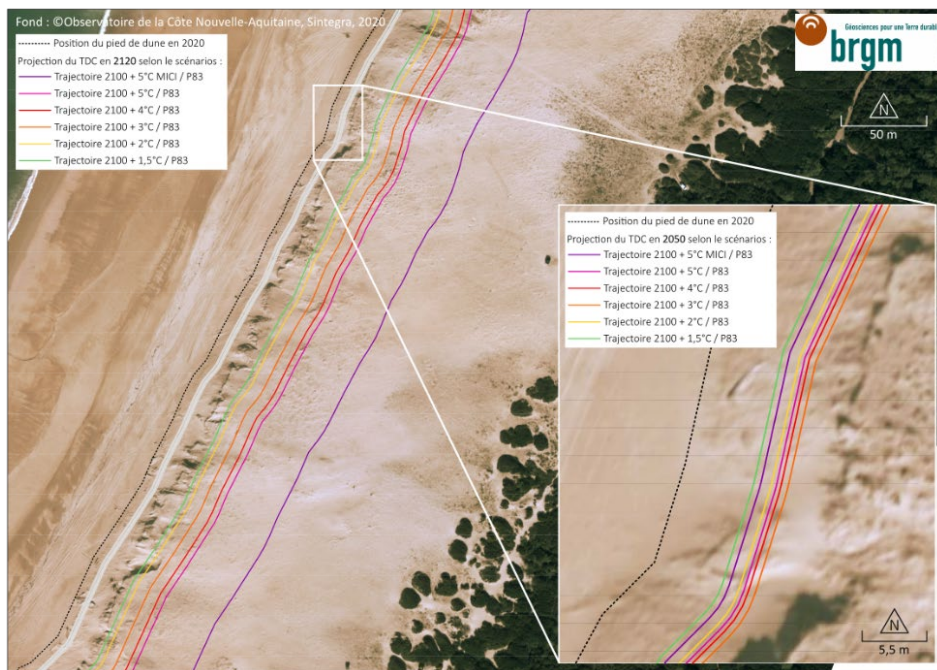 Fond : ©Observatoire de la Côte Nouvelle-Aquitaine, Sintegra, 2020
Position du pied de dune en 2020
Projection du TDC en 2120 selon le scénarios :
Trajectoire 2100 + 5°C MICI / P83
Trajectoire 2100 + 5°C / P83
Trajectoire 2100 + 4°C / P83
Trajectoire 2100 + 3°C / P83
Trajectoire 2100 + 2°C / P83
Trajectoire 2100 + 1,5°C / P83
Géosciences pour une Terre durable
brgm
N
50 m
Position du pied de dune en 2020
Projection du TDC en 2050 selon le scénarios :
Trajectoire 2100 + 5°C MICI / P83
Trajectoire 2100 + 5°C / P83
Trajectoire 2100 + 4°C / P83
Trajectoire 2100 + 3°C / P83
Trajectoire 2100 + 2°C / P83
Trajectoire 2100 + 1,5°C / P83
N
5,5 m